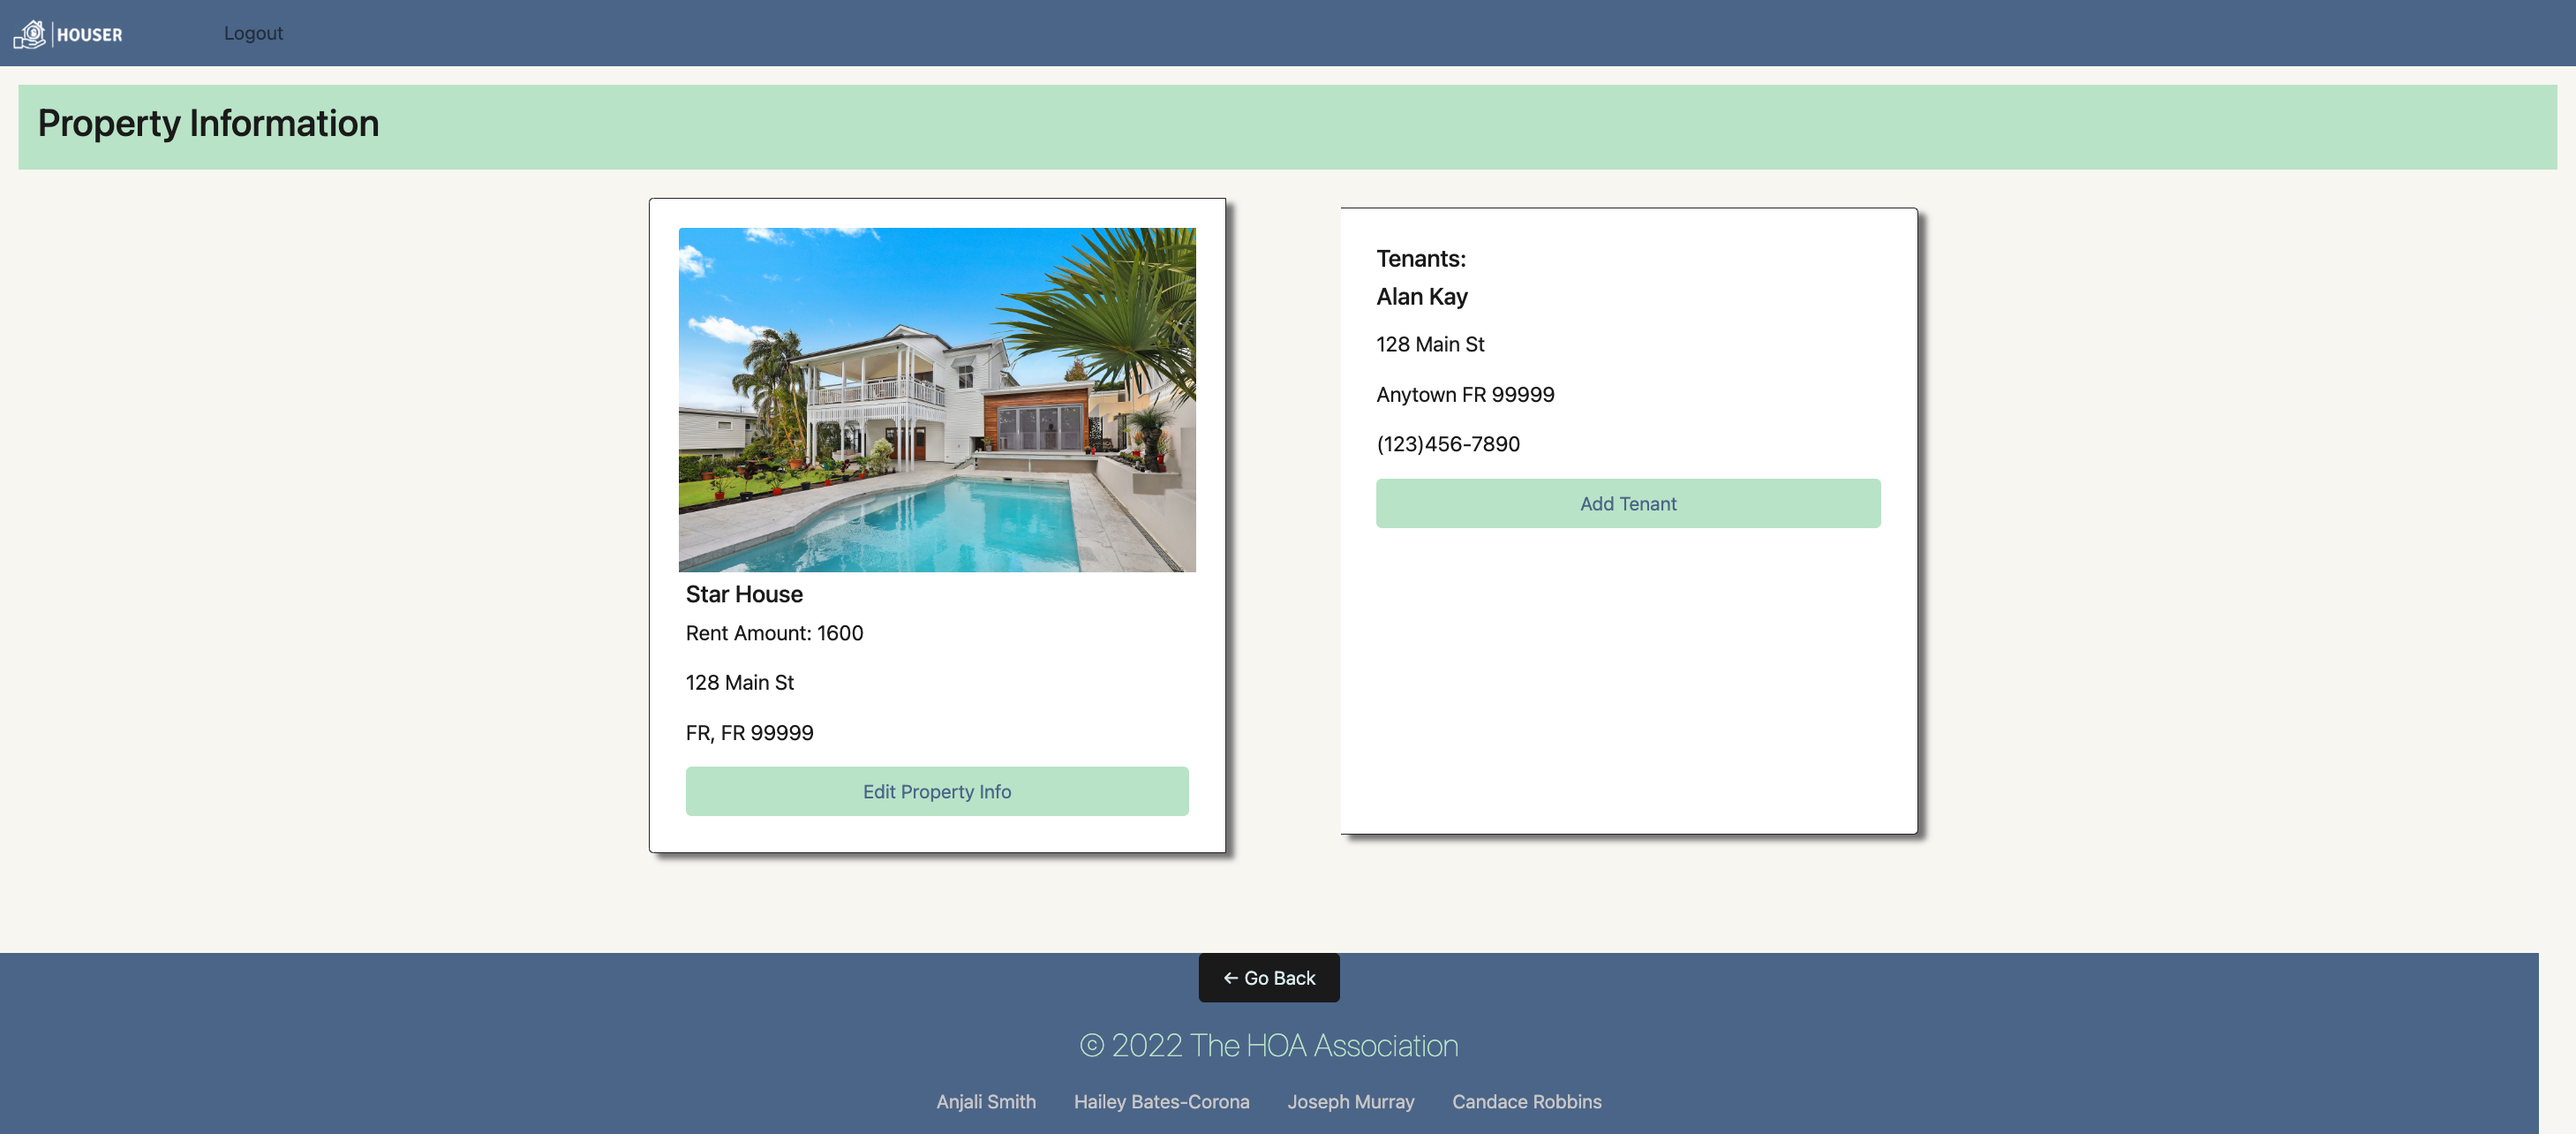 HOUSER
Logout
Property Information
Star House
Rent Amount: 1600
128 Main St
FR, FR 99999
Edit Property Info
Tenants:
Alan Kay
128 Main St
Anytown FR 99999
(123)456-7890
Add Tenant
← Go Back
© 2022 The HOA Association
Anjali Smith Hailey Bates-Corona Joseph Murray Candace Robbins